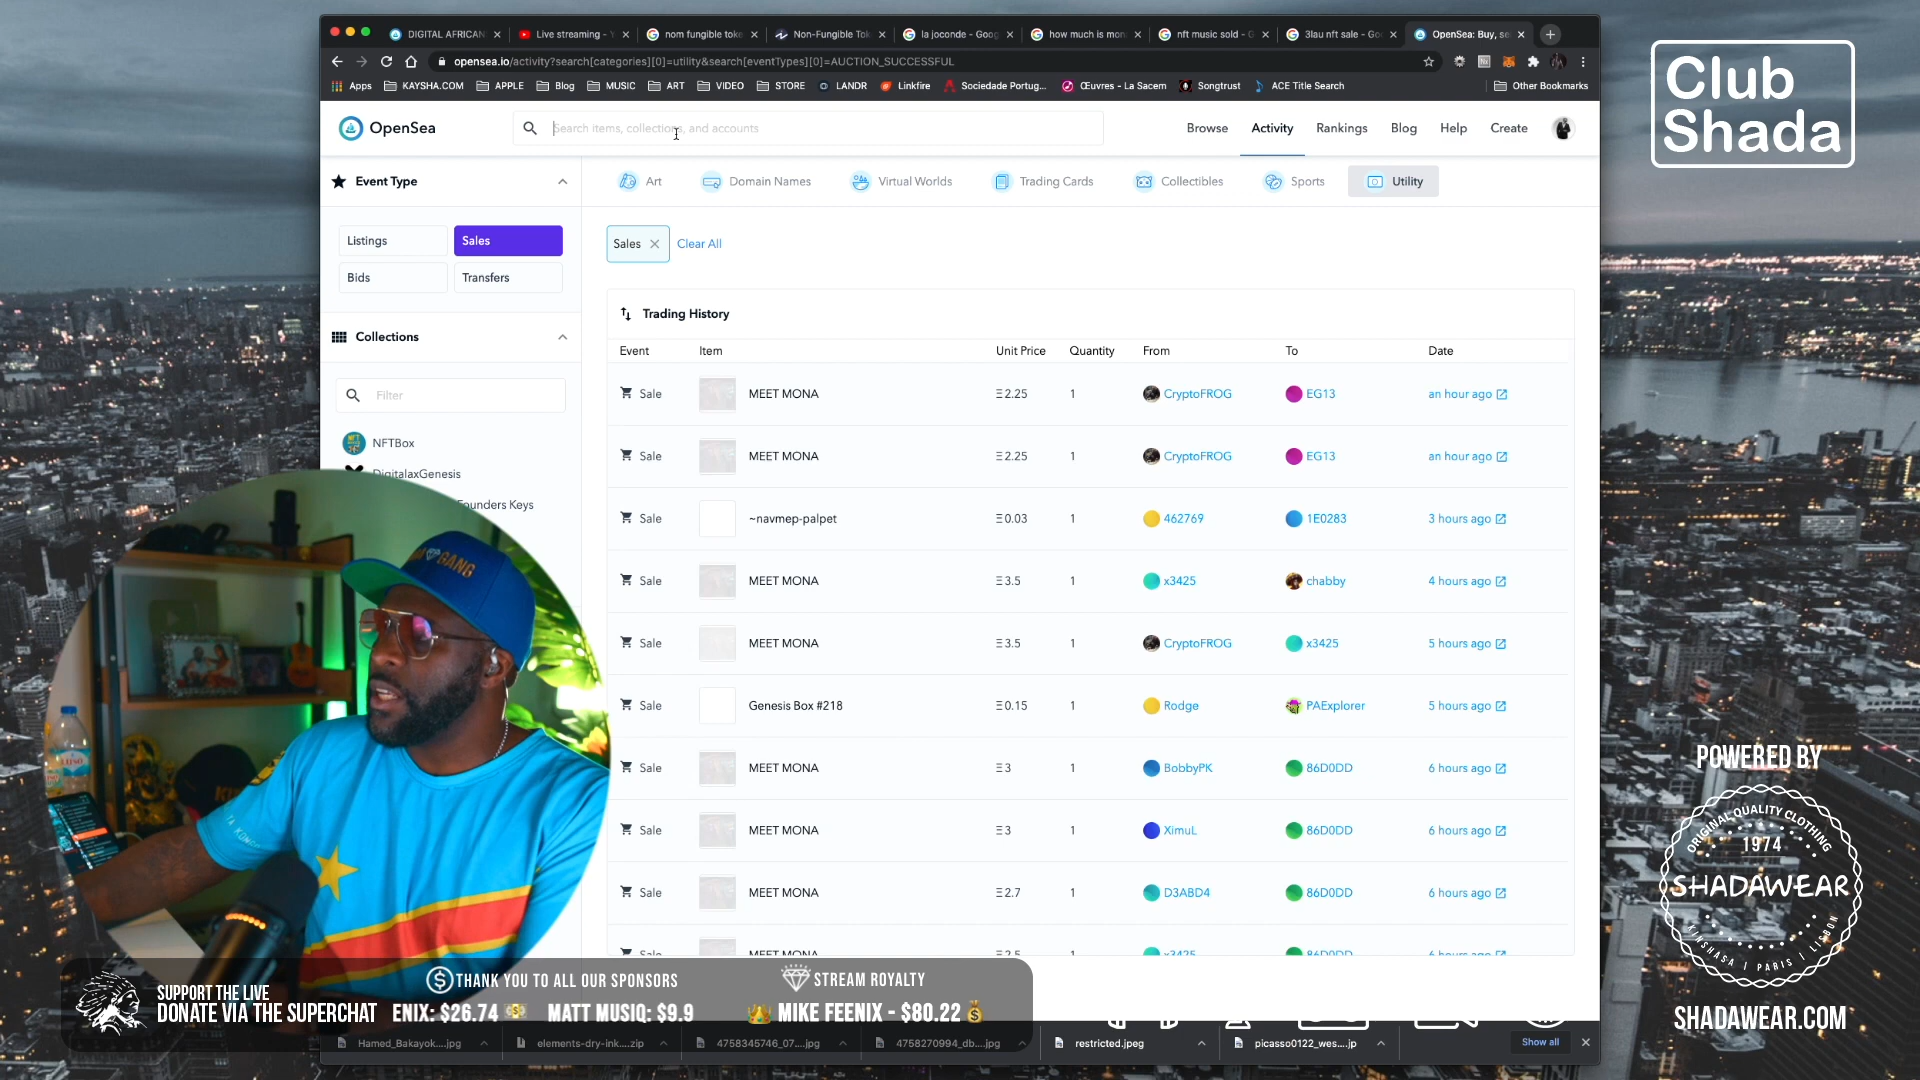 DIGITAL AFRICAN
Live streaming - Y
nom fungible toke
Non-Fungible Tok
la joconde - Goog
how much is mon
nft music sold - G
3lau nft sale - Go
OpenSea: Buy, se
opensea.io/activity?search[categories][0]=utility&search[eventTypes][0]=AUCTION_SUCCESSFUL
Apps
KAYSHA.COM
APPLE
Blog
MUSIC
ART
VIDEO
STORE
LANDR
Linkfire
Sociedade Portug...
Œuvres - La Sacem
Songtrust
ACE Title Search
Other Bookmarks
OpenSea
Search items, collections, and accounts
Browse
Activity
Rankings
Blog
Help
Create
Event Type
Listings
Sales
Bids
Transfers
Collections
Filter
NFTBox
DigitalaxGenesis
Founders Keys
Art
Domain Names
Virtual Worlds
Trading Cards
Collectibles
Sports
Utility
Sales
Clear All
Trading History
Event Item Unit Price Quantity From To Date
Sale MEET MONA Ξ2.25 1 CryptoFROG EG13 an hour ago
Sale MEET MONA Ξ2.25 1 CryptoFROG EG13 an hour ago
Sale ~navmep-palpet Ξ0.03 1 462769 1E0283 3 hours ago
Sale MEET MONA Ξ3.5 1 x3425 chabby 4 hours ago
Sale MEET MONA Ξ3.5 1 CryptoFROG x3425 5 hours ago
Sale Genesis Box #218 Ξ0.15 1 Rodge PAExplorer 5 hours ago
Sale MEET MONA Ξ3 1 BobbyPK 86D0DD 6 hours ago
Sale MEET MONA Ξ3 1 XimuL 86D0DD 6 hours ago
Sale MEET MONA Ξ2.7 1 D3ABD4 86D0DD 6 hours ago
Sale MEET MONA 1 x3425 86D0DD 6 hours ago
GANG
SUPPORT THE LIVE
DONATE VIA THE SUPERCHAT
THANK YOU TO ALL OUR SPONSORS
ENIX: $26.74
MATT MUSIQ: $9.9
STREAM ROYALTY
MIKE FEENIX - $80.22
Hamed_Bakayok....jpg
elements-dry-ink....zip
4758345746_07....jpg
4758270994_db....jpg
restricted.jpeg
picasso0122_wes....jp
Show all
Club
Shada
POWERED BY
ORIGINAL QUALITY CLOTHING
1974
SHADAWEAR
KINSHASA | PARIS | LISBON
SHADAWEAR.COM